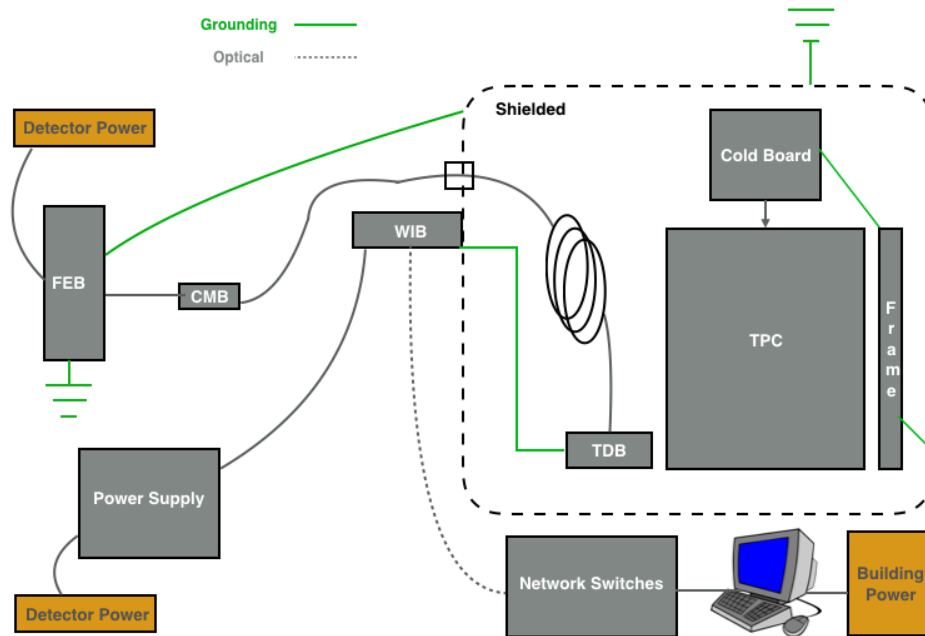 Grounding
Optical
Shielded
Detector Power
Cold Board
WIB
FEB
CMB
TPC
Frame
TDB
Power Supply
Network Switches
Building
Power
Detector Power